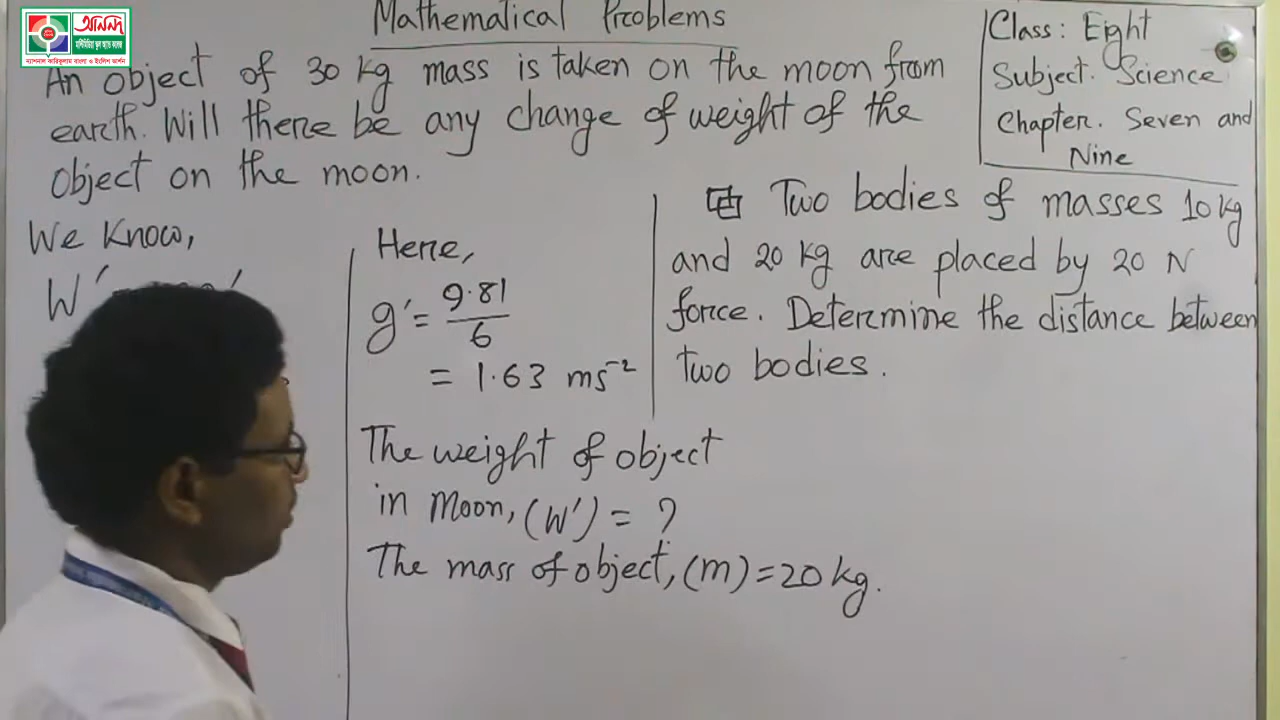 আনন্দ
মাল্টিমিডিয়া স্কুল অ্যান্ড কলেজ
ন্যাশনাল কারিকুলাম বাংলা ও ইংলিশ ভার্সন
Mathematical Problems
An object of 30 kg mass is taken on the moon from
earth. Will there be any change of weight of the
object on the moon.
Class: Eight
Subject. Science
Chapter. Seven and
Nine
We Know,
W′
Here,
g′ = 9.81
6
= 1.63 ms⁻²
The weight of object
in Moon, (W′) = ?
The mass of object, (m) = 20 kg.
Two bodies of masses 10 kg
and 20 kg are placed by 20 N
force. Determine the distance between
two bodies.